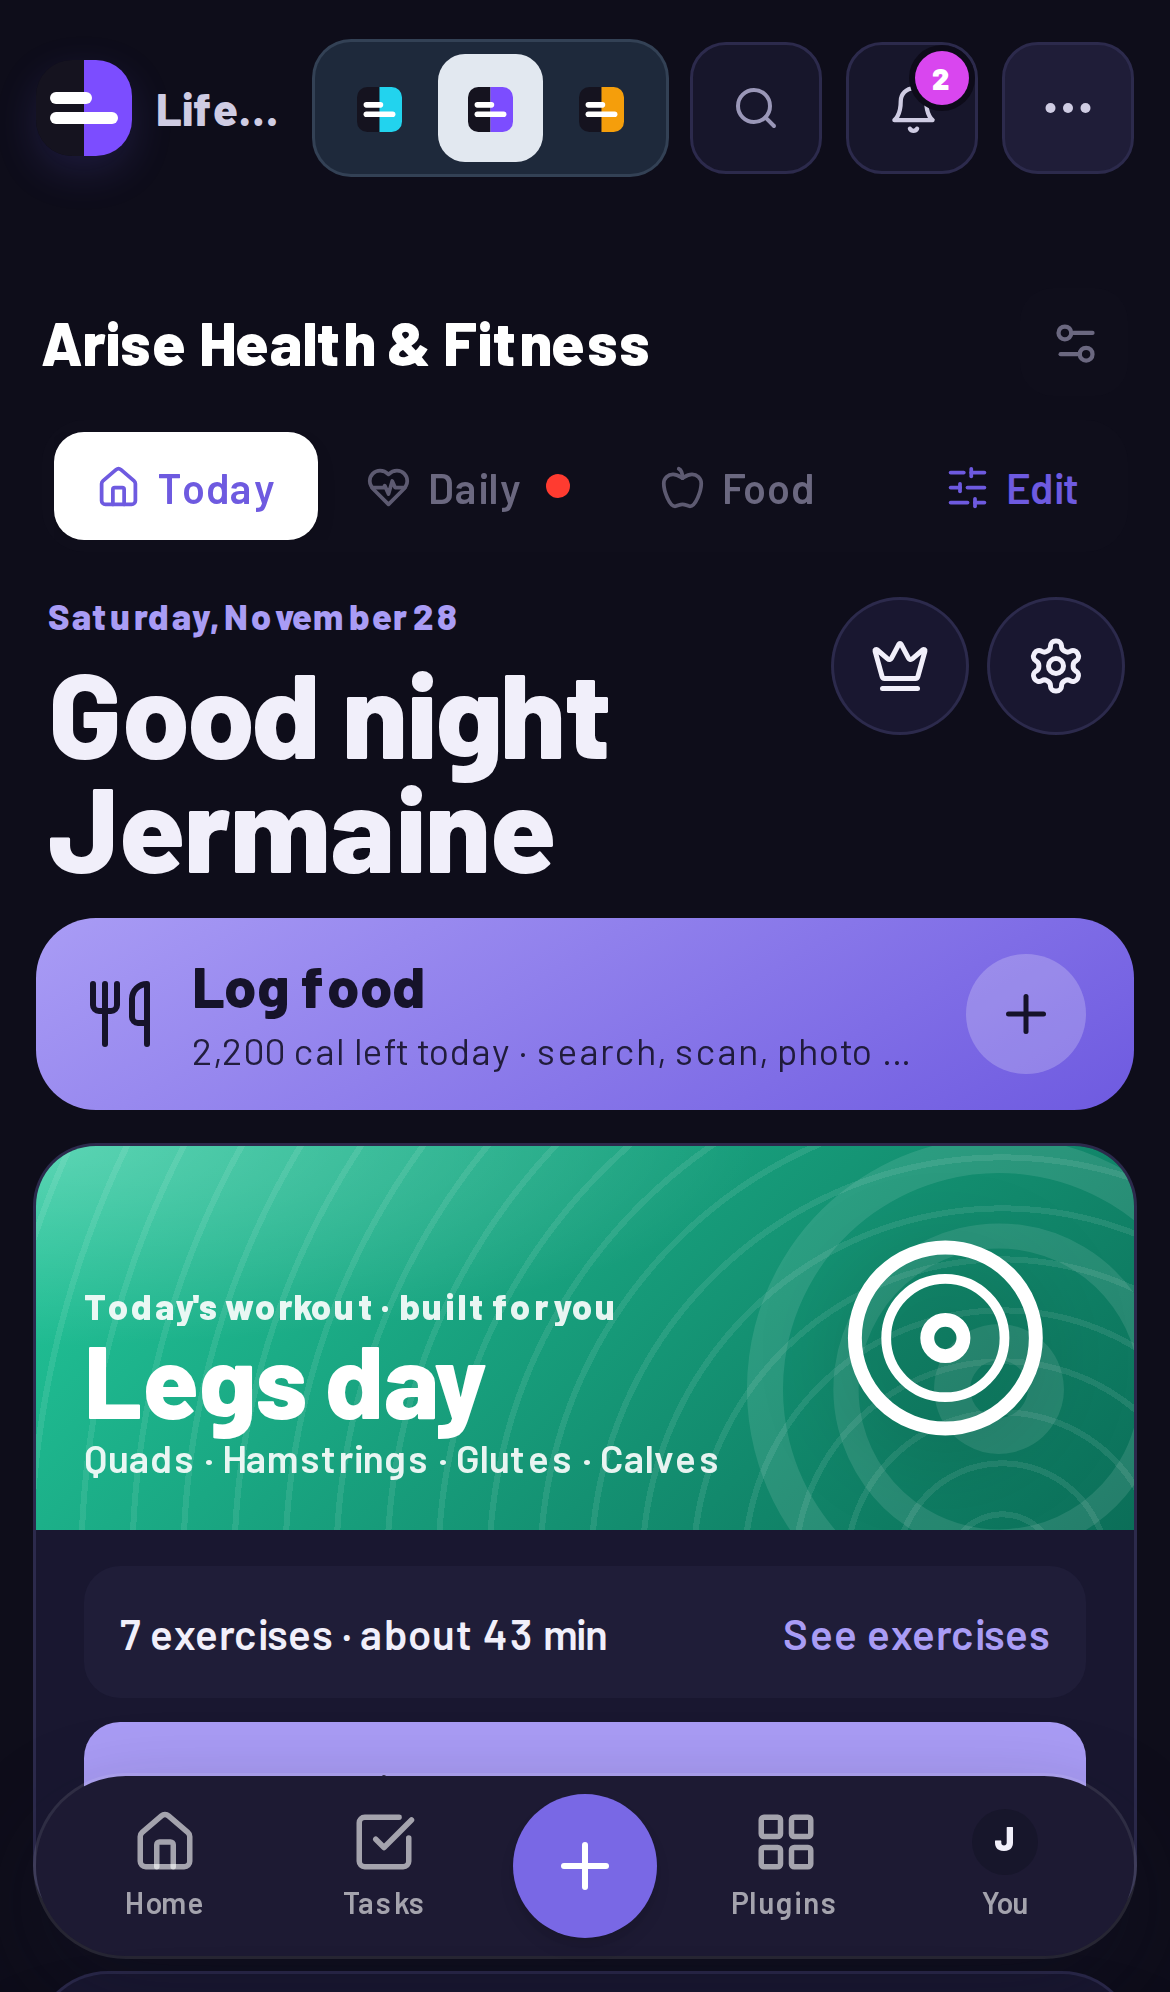 Life...
2
Arise Health & Fitness
Today
Daily
Food
Edit
Saturday, November 28
Good night
Jermaine
Log food
2,200 cal left today · search, scan, photo ...
Today's workout · built for you
Legs day
Quads · Hamstrings · Glutes · Calves
7 exercises · about 43 min
See exercises
Home
Tasks
Plugins
J
You